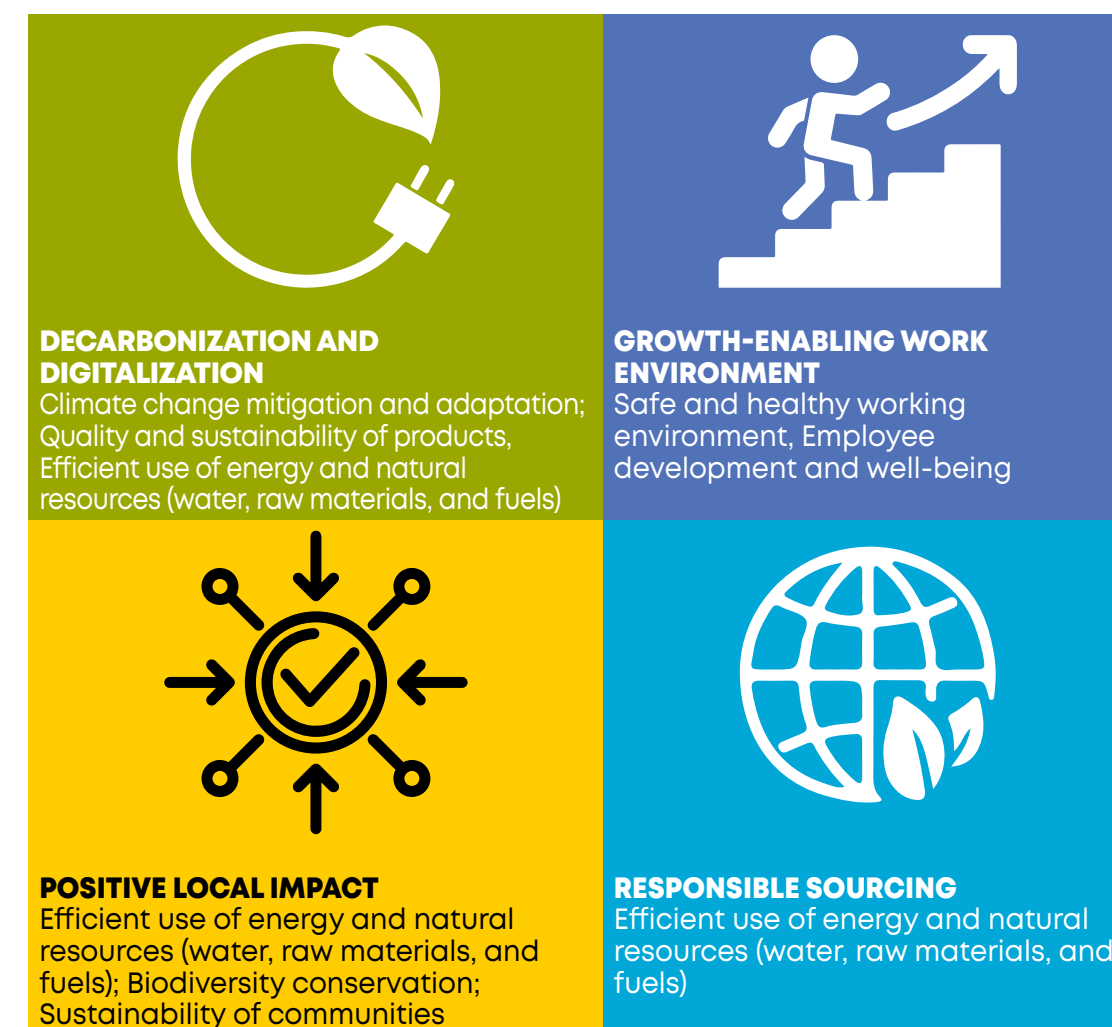 DECARBONIZATION AND
DIGITALIZATION
Climate change mitigation and adaptation;
Quality and sustainability of products,
Efficient use of energy and natural
resources (water, raw materials, and fuels)
GROWTH-ENABLING WORK
ENVIRONMENT
Safe and healthy working
environment, Employee
development and well-being
POSITIVE LOCAL IMPACT
Efficient use of energy and natural
resources (water, raw materials, and
fuels); Biodiversity conservation;
Sustainability of communities
RESPONSIBLE SOURCING
Efficient use of energy and natural
resources (water, raw materials, and
fuels)